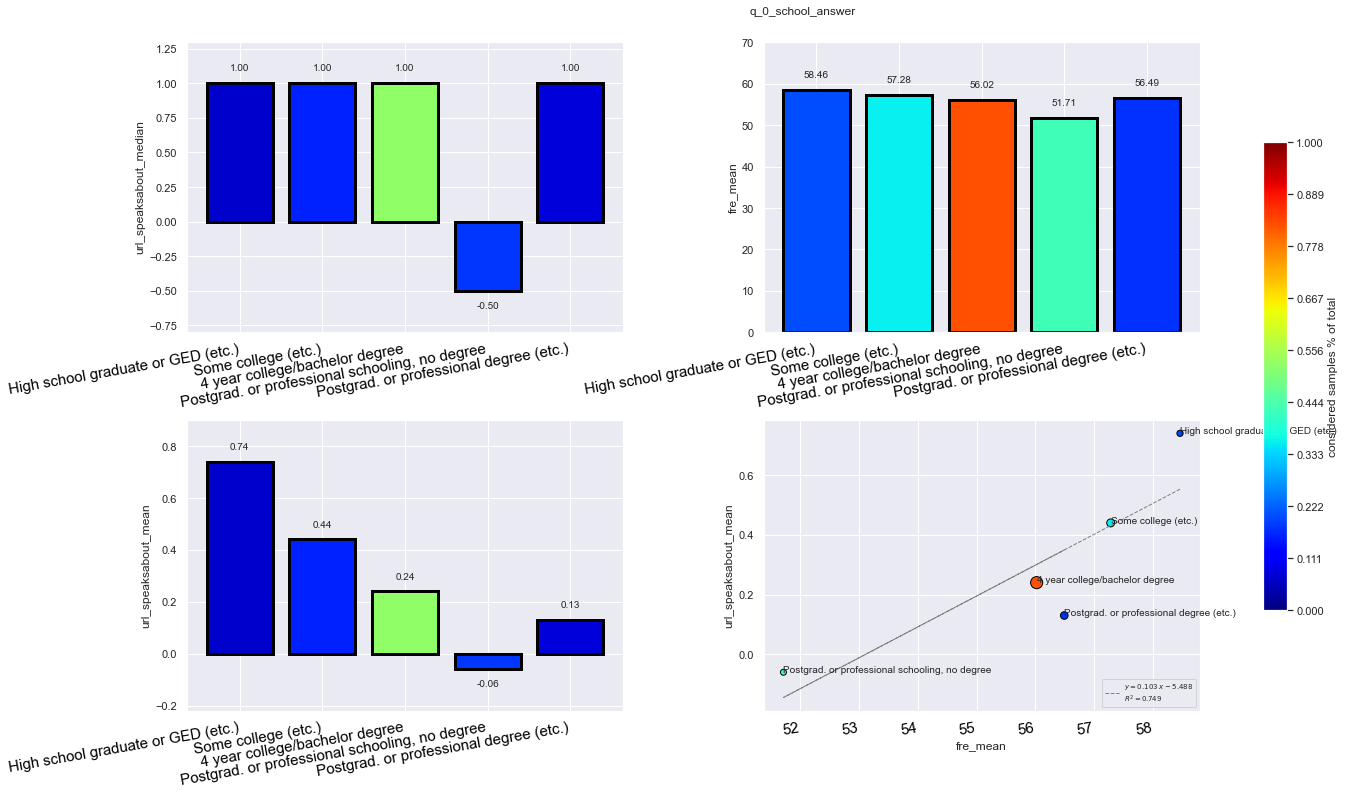 q_0_school_answer
1.25
1.00
0.75
0.50
0.25
0.00
−0.25
−0.50
−0.75
url_speaksabout_median
1.00
1.00
1.00
-0.50
1.00
High school graduate or GED (etc.)
Some college (etc.)
4 year college/bachelor degree
Postgrad. or professional schooling, no degree
Postgrad. or professional degree (etc.)
70
60
50
40
30
20
10
0
fre_mean
58.46
57.28
56.02
51.71
56.49
High school graduate or GED (etc.)
Some college (etc.)
4 year college/bachelor degree
Postgrad. or professional schooling, no degree
Postgrad. or professional degree (etc.)
0.8
0.6
0.4
0.2
0.0
−0.2
url_speaksabout_mean
0.74
0.44
0.24
-0.06
0.13
High school graduate or GED (etc.)
Some college (etc.)
4 year college/bachelor degree
Postgrad. or professional schooling, no degree
Postgrad. or professional degree (etc.)
0.6
0.4
0.2
0.0
url_speaksabout_mean
High school gradua GED (etc.)
Some college (etc.)
4 year college/bachelor degree
Postgrad. or professional degree (etc.)
Postgrad. or professional schooling, no degree
y = 0.103 x − 5.488
R² = 0.749
52
53
54
55
56
57
58
fre_mean
1.000
0.889
0.778
0.667
0.556
0.444
0.333
0.222
0.111
0.000
considered samples % of total